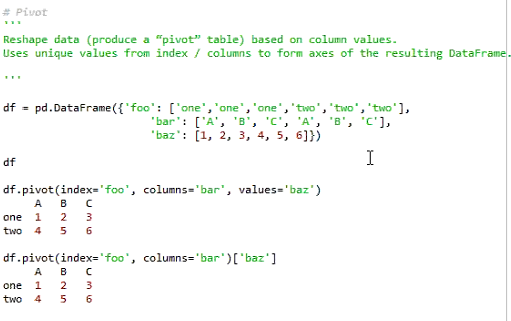 # Pivot
'''
Reshape data (produce a “pivot” table) based on column values.
Uses unique values from index / columns to form axes of the resulting DataFrame.
'''
df = pd.DataFrame({'foo': ['one','one','one','two','two','two'],
'bar': ['A', 'B', 'C', 'A', 'B', 'C'],
'baz': [1, 2, 3, 4, 5, 6]})
df
df.pivot(index='foo', columns='bar', values='baz')
A B C
one 1 2 3
two 4 5 6
df.pivot(index='foo', columns='bar')['baz']
A B C
one 1 2 3
two 4 5 6